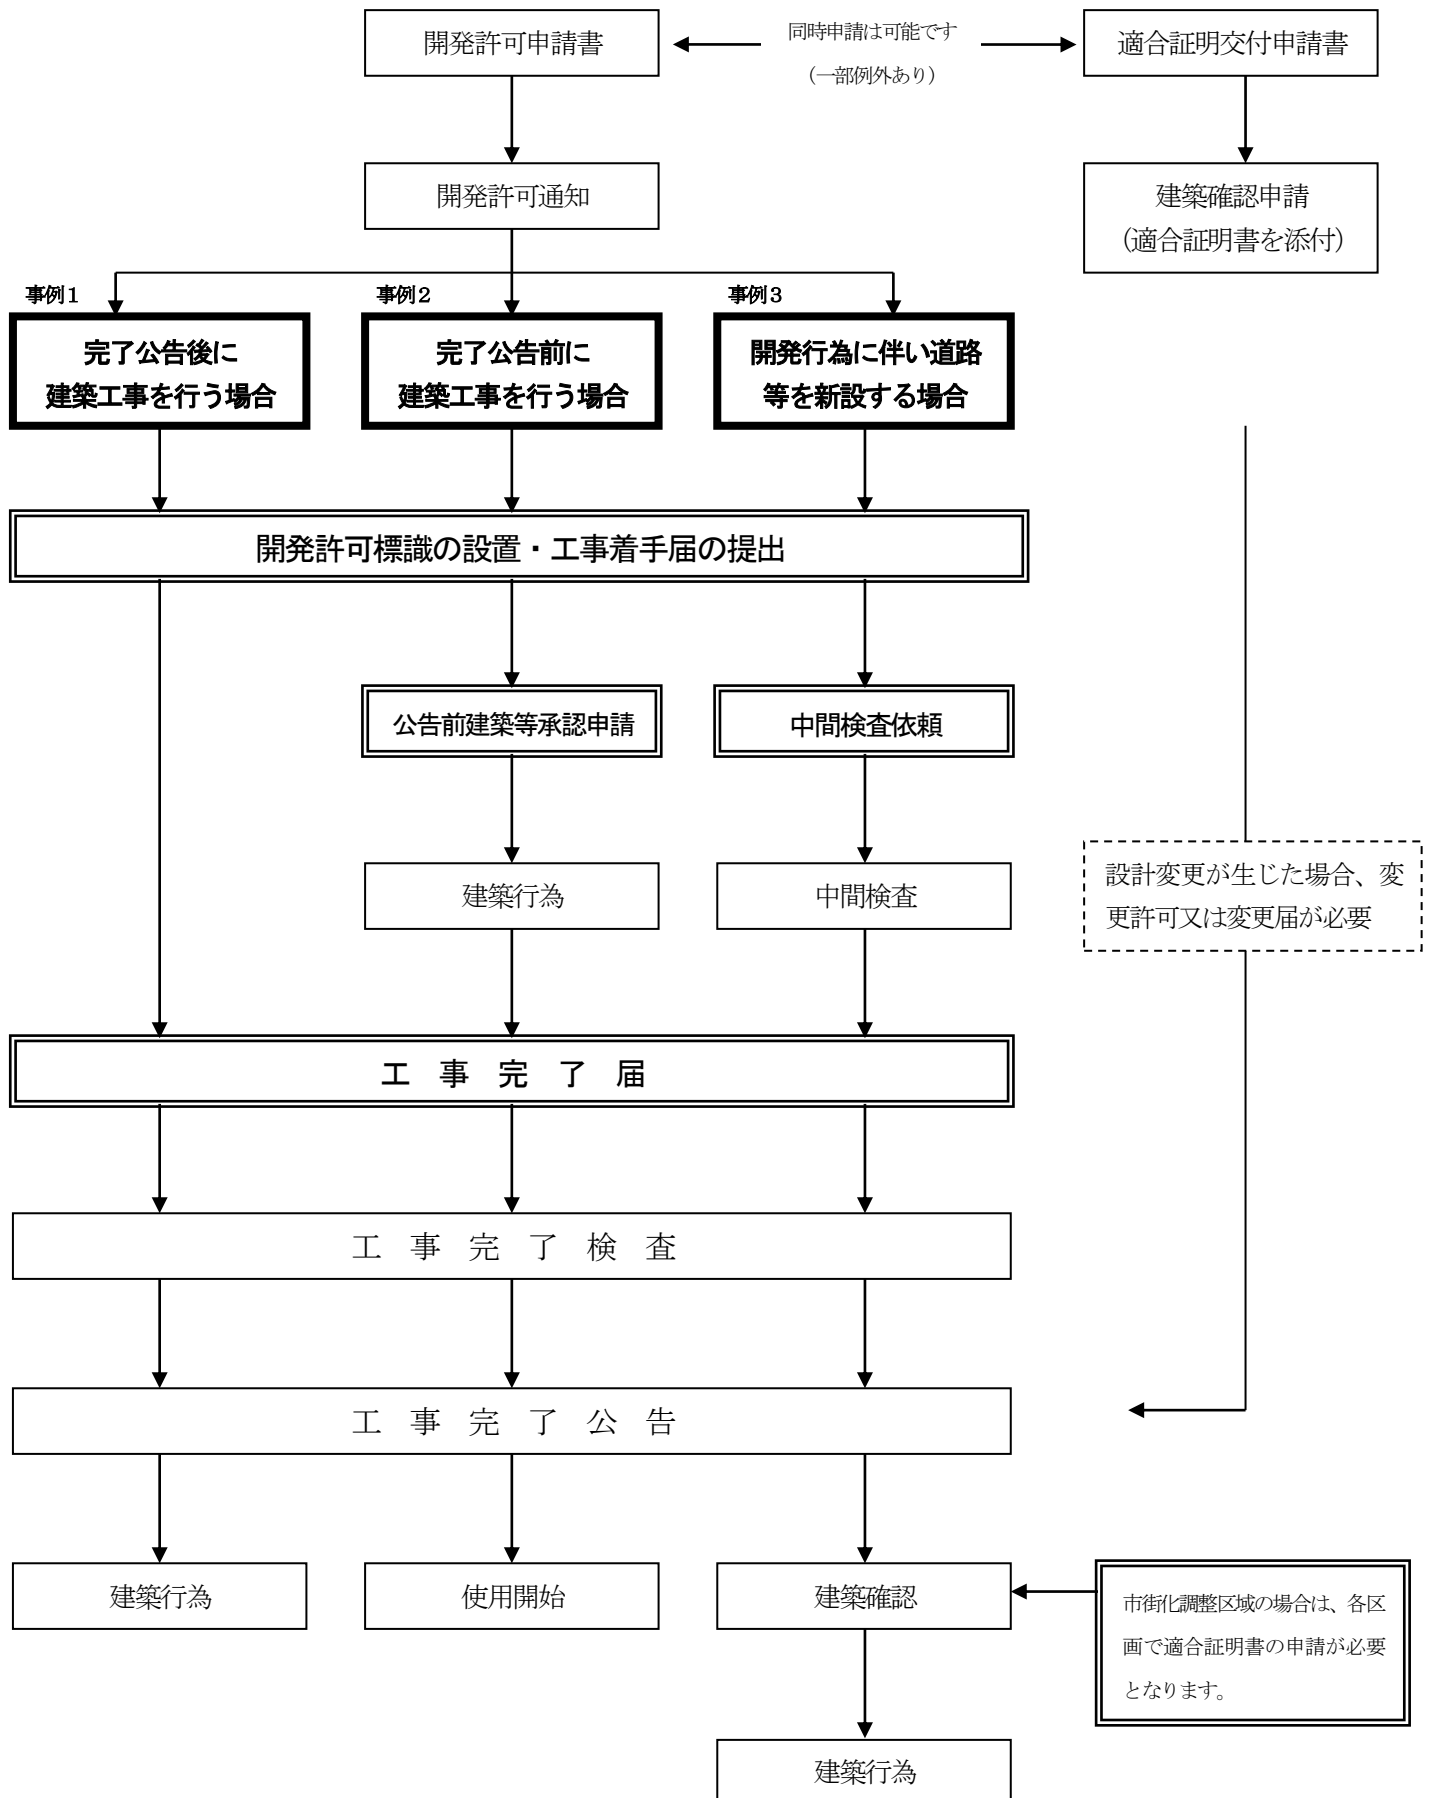 開発許可申請書
同時申請は可能です
（一部例外あり）
適合証明交付申請書
開発許可通知
建築確認申請
（適合証明書を添付）
事例１
事例２
事例３
完了公告後に
建築工事を行う場合
完了公告前に
建築工事を行う場合
開発行為に伴い道路
等を新設する場合
開発許可標識の設置・工事着手届の提出
公告前建築等承認申請
中間検査依頼
建築行為
中間検査
設計変更が生じた場合、変
更許可又は変更届が必要
工　事　完　了　届
工　事　完　了　検　査
工　事　完　了　公　告
建築行為
使用開始
建築確認
市街化調整区域の場合は、各区
画で適合証明書の申請が必要
となります。
建築行為